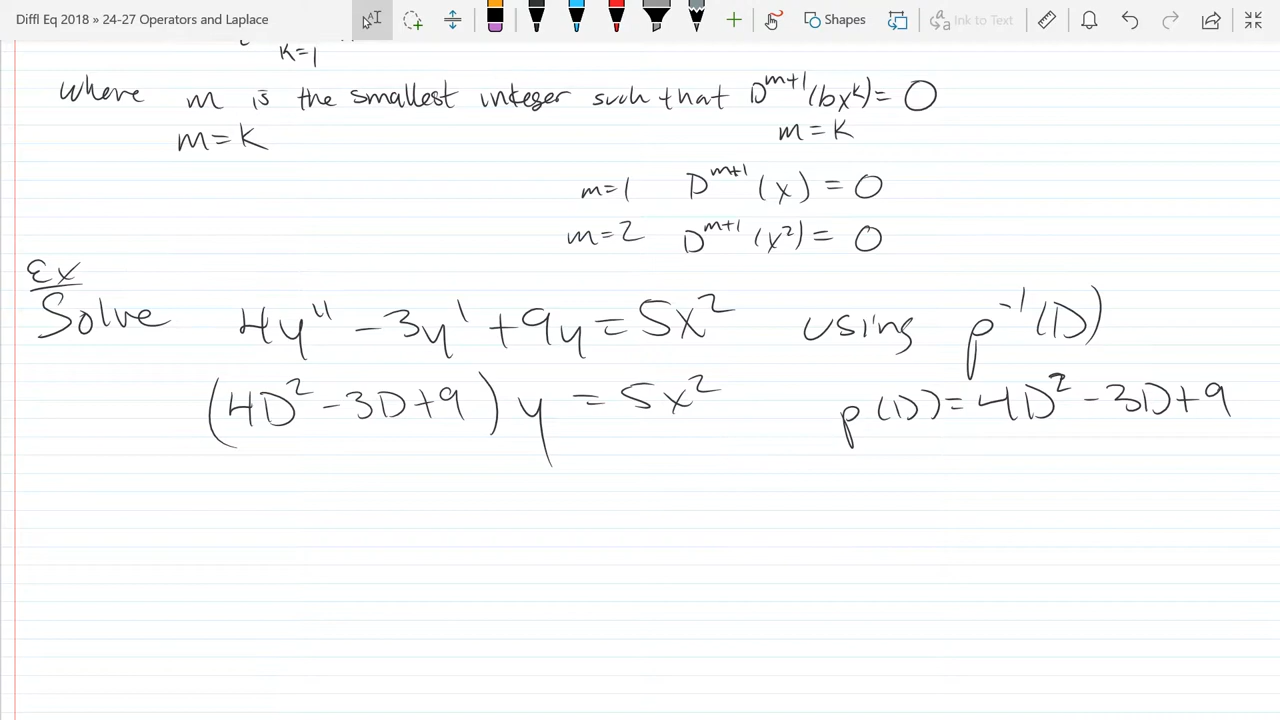 Diffl Eq 2018 » 24-27 Operators and Laplace
Shapes
Ink to Text
K=1
where m is the smallest integer such that D^{m+1}(bx^k) = 0
m=k m=k
m=1 D^{m+1}(x) = 0
m=2 D^{m+1}(x^2) = 0
Ex
Solve 4y'' - 3y' + 9y = 5x^2 using p^{-1}(D)
(4D^2 - 3D + 9) y = 5x^2 p(D) = 4D^2 - 3D + 9